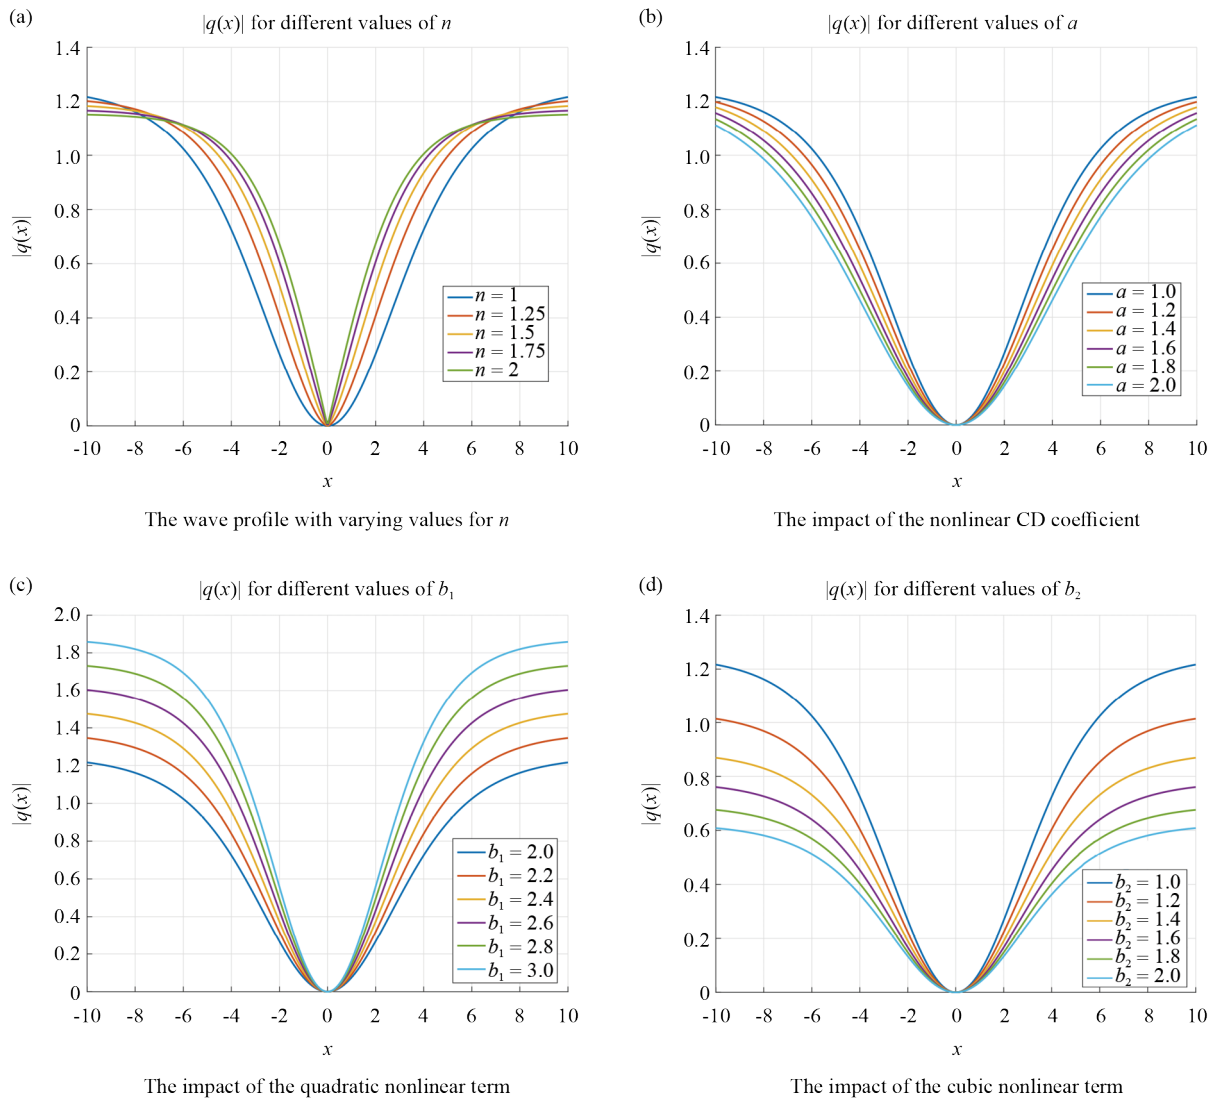 (a)
|q(x)| for different values of n
1.4
1.2
1.0
0.8
0.6
0.4
0.2
0
|q(x)|
n = 1
n = 1.25
n = 1.5
n = 1.75
n = 2
-10 -8 -6 -4 -2 0 2 4 6 8 10
x
The wave profile with varying values for n
(b)
|q(x)| for different values of a
1.4
1.2
1.0
0.8
0.6
0.4
0.2
0
|q(x)|
a = 1.0
a = 1.2
a = 1.4
a = 1.6
a = 1.8
a = 2.0
-10 -8 -6 -4 -2 0 2 4 6 8 10
x
The impact of the nonlinear CD coefficient
(c)
|q(x)| for different values of b₁
2.0
1.8
1.6
1.4
1.2
1.0
0.8
0.6
0.4
0.2
0
|q(x)|
b₁ = 2.0
b₁ = 2.2
b₁ = 2.4
b₁ = 2.6
b₁ = 2.8
b₁ = 3.0
-10 -8 -6 -4 -2 0 2 4 6 8 10
x
The impact of the quadratic nonlinear term
(d)
|q(x)| for different values of b₂
1.4
1.2
1.0
0.8
0.6
0.4
0.2
0
|q(x)|
b₂ = 1.0
b₂ = 1.2
b₂ = 1.4
b₂ = 1.6
b₂ = 1.8
b₂ = 2.0
-10 -8 -6 -4 -2 0 2 4 6 8 10
x
The impact of the cubic nonlinear term